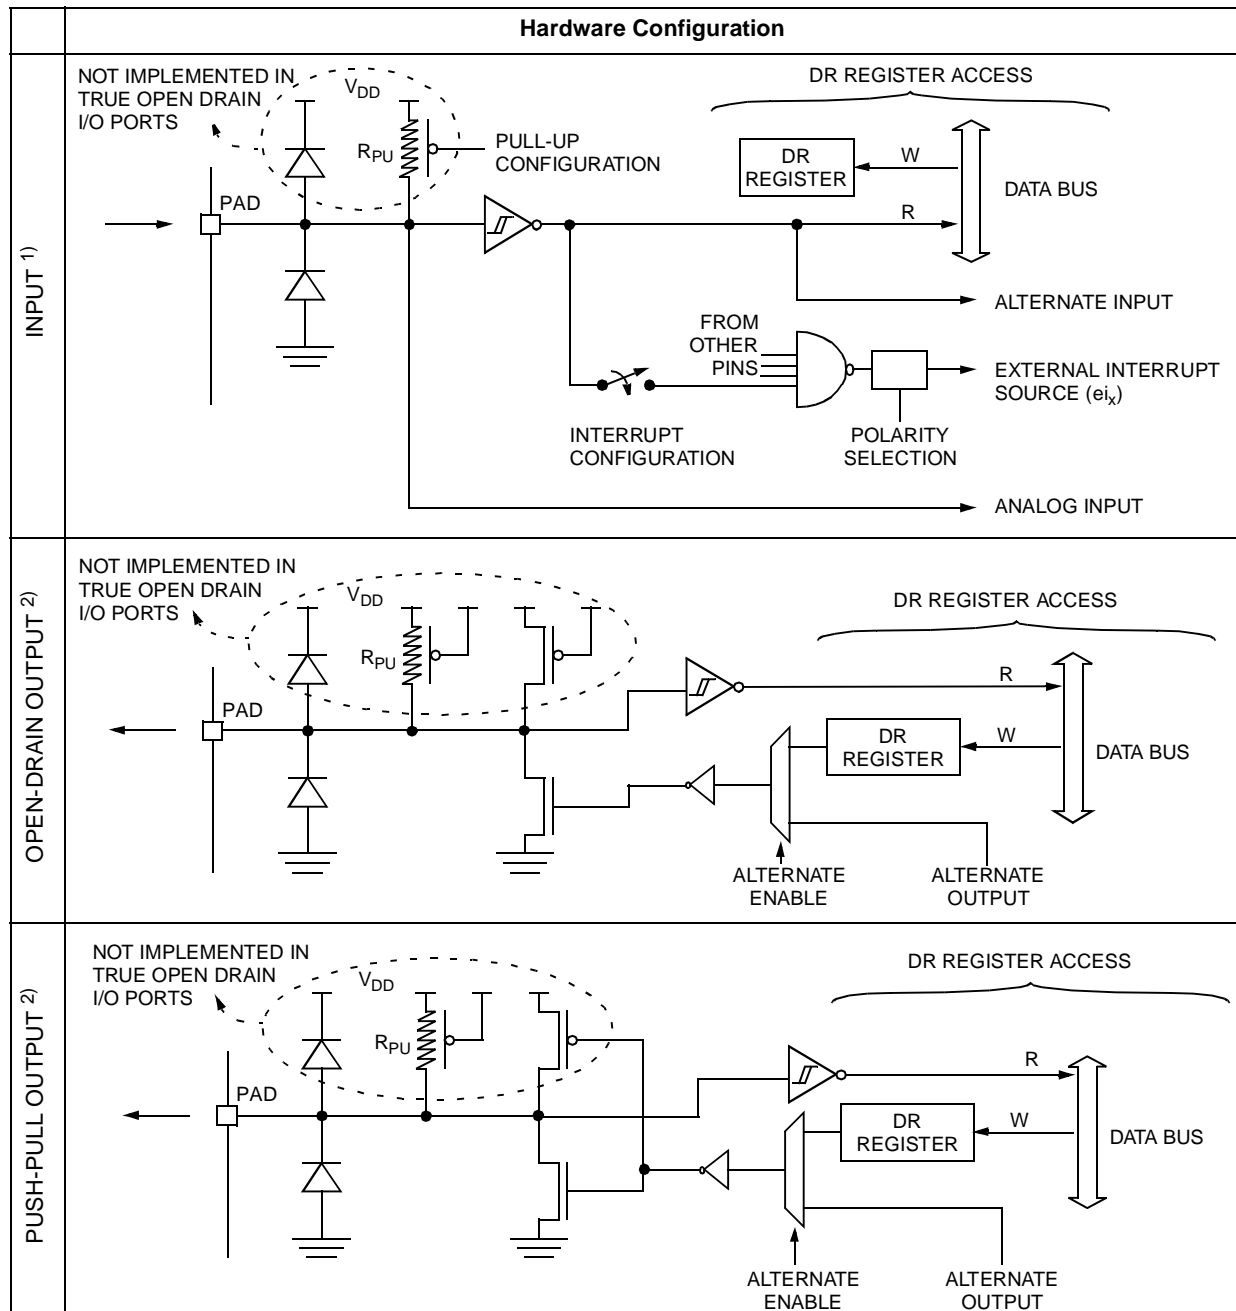 Hardware Configuration
INPUT 1)
NOT IMPLEMENTED IN
TRUE OPEN DRAIN
I/O PORTS
VDD
RPU
PULL-UP
CONFIGURATION
PAD
DR REGISTER ACCESS
DR
REGISTER
W
R
DATA BUS
ALTERNATE INPUT
FROM
OTHER
PINS
EXTERNAL INTERRUPT
SOURCE (eix)
INTERRUPT
CONFIGURATION
POLARITY
SELECTION
ANALOG INPUT
OPEN-DRAIN OUTPUT 2)
NOT IMPLEMENTED IN
TRUE OPEN DRAIN
I/O PORTS
VDD
RPU
PAD
DR REGISTER ACCESS
R
DR
REGISTER
W
DATA BUS
ALTERNATE
ENABLE
ALTERNATE
OUTPUT
PUSH-PULL OUTPUT 2)
NOT IMPLEMENTED IN
TRUE OPEN DRAIN
I/O PORTS
VDD
RPU
PAD
DR REGISTER ACCESS
R
DR
REGISTER
W
DATA BUS
ALTERNATE
ENABLE
ALTERNATE
OUTPUT